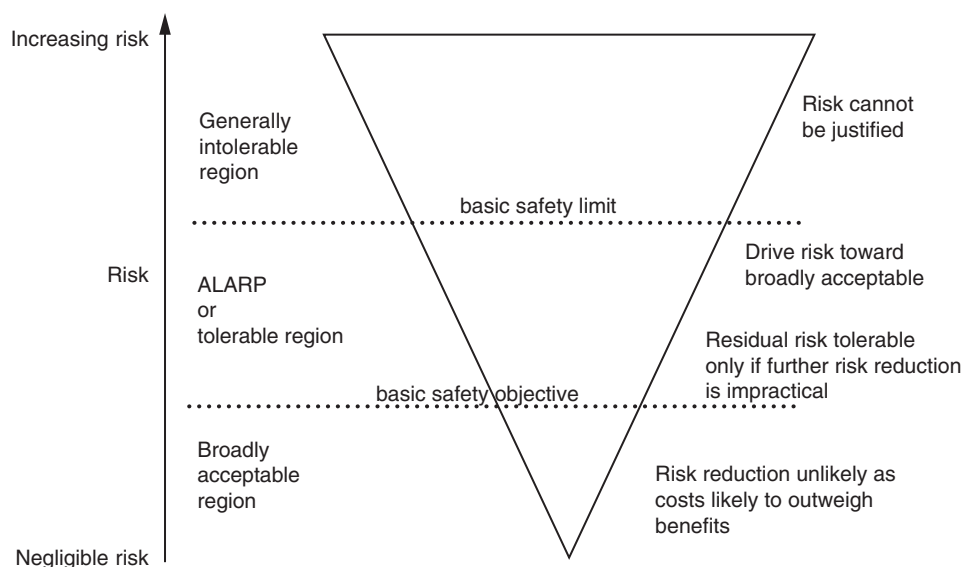 Increasing risk
Generally
intolerable
region
Risk cannot
be justified
basic safety limit
Risk
ALARP
or
tolerable region
Drive risk toward
broadly acceptable
Residual risk tolerable
only if further risk reduction
is impractical
basic safety objective
Broadly
acceptable
region
Risk reduction unlikely as
costs likely to outweigh
benefits
Negligible risk